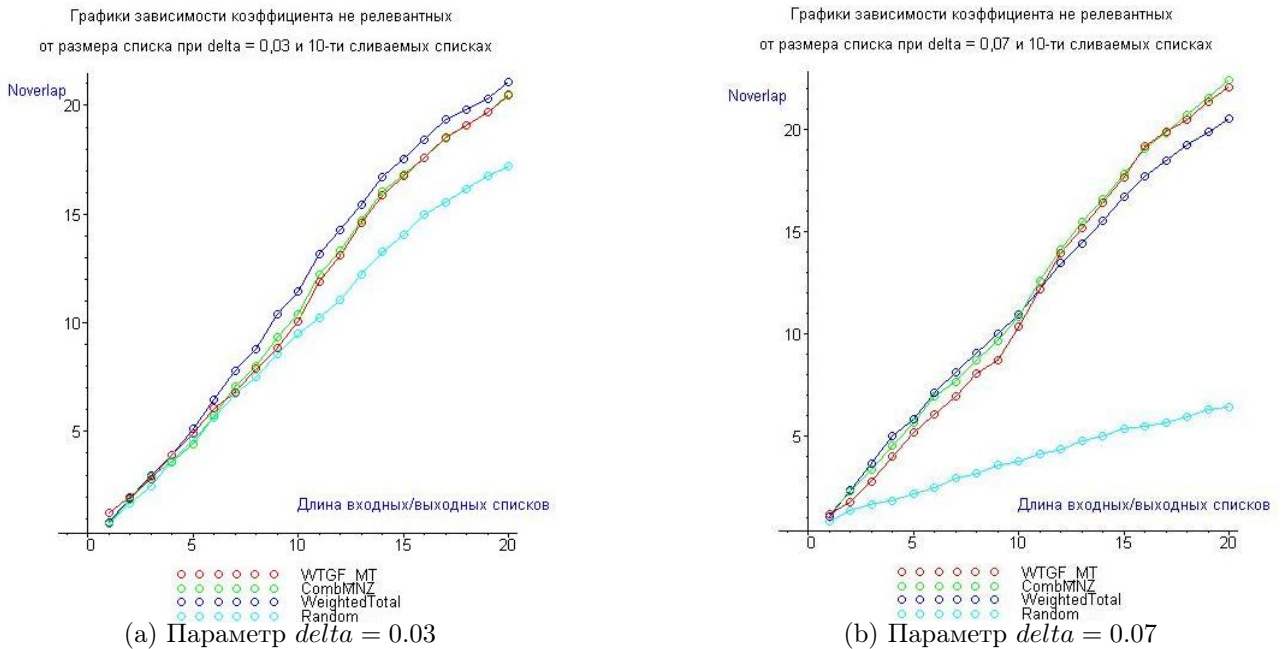 Графики зависимости коэффициента не релевантных
от размера списка при delta = 0,03 и 10-ти сливаемых списках
Noverlap
20
15
10
5
Длина входных/выходных списков
0 5 10 15 20
WTGF_MT
CombMNZ
WeightedTotal
Random
(a) Параметр delta = 0.03
Графики зависимости коэффициента не релевантных
от размера списка при delta = 0,07 и 10-ти сливаемых списках
Noverlap
20
15
10
5
Длина входных/выходных списков
0 5 10 15 20
WTGF_MT
CombMNZ
WeightedTotal
Random
(b) Параметр delta = 0.07